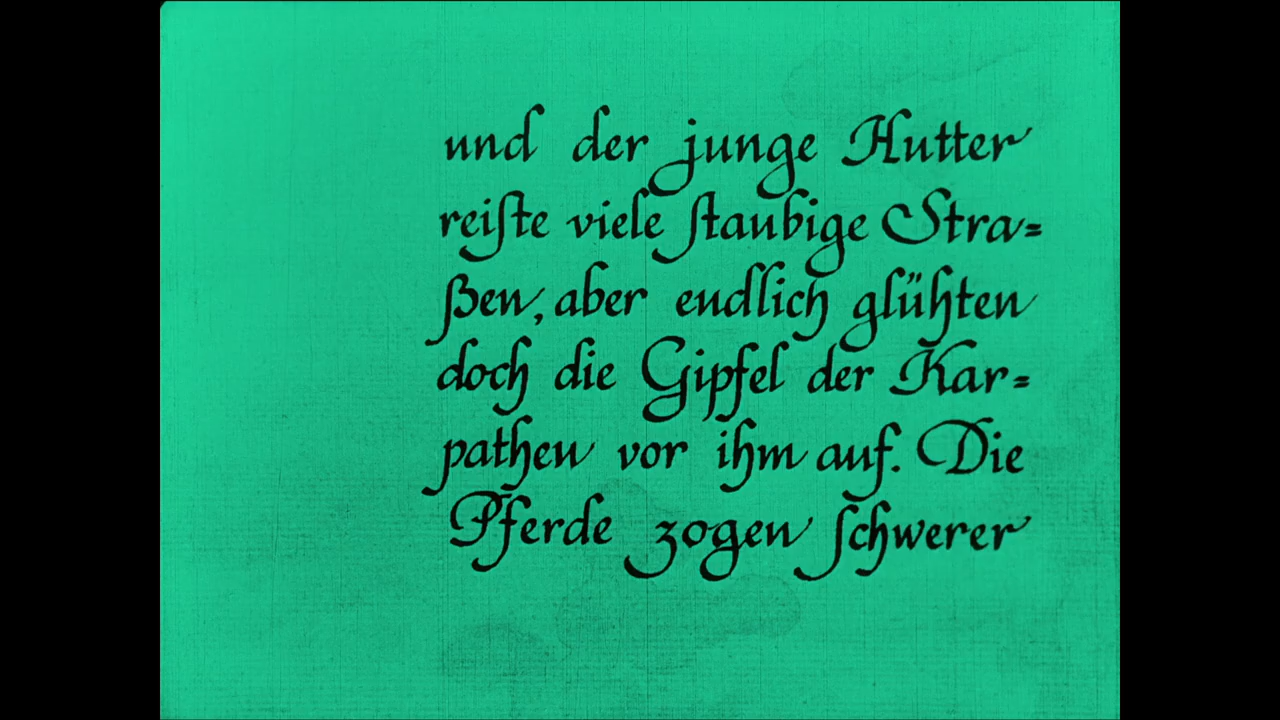 und der junge Hutter
reiſte viele ſtaubige Stra=
ßen, aber endlich glühten
doch die Gipfel der Kar=
pathen vor ihm auf. Die
Pferde zogen ſchwerer